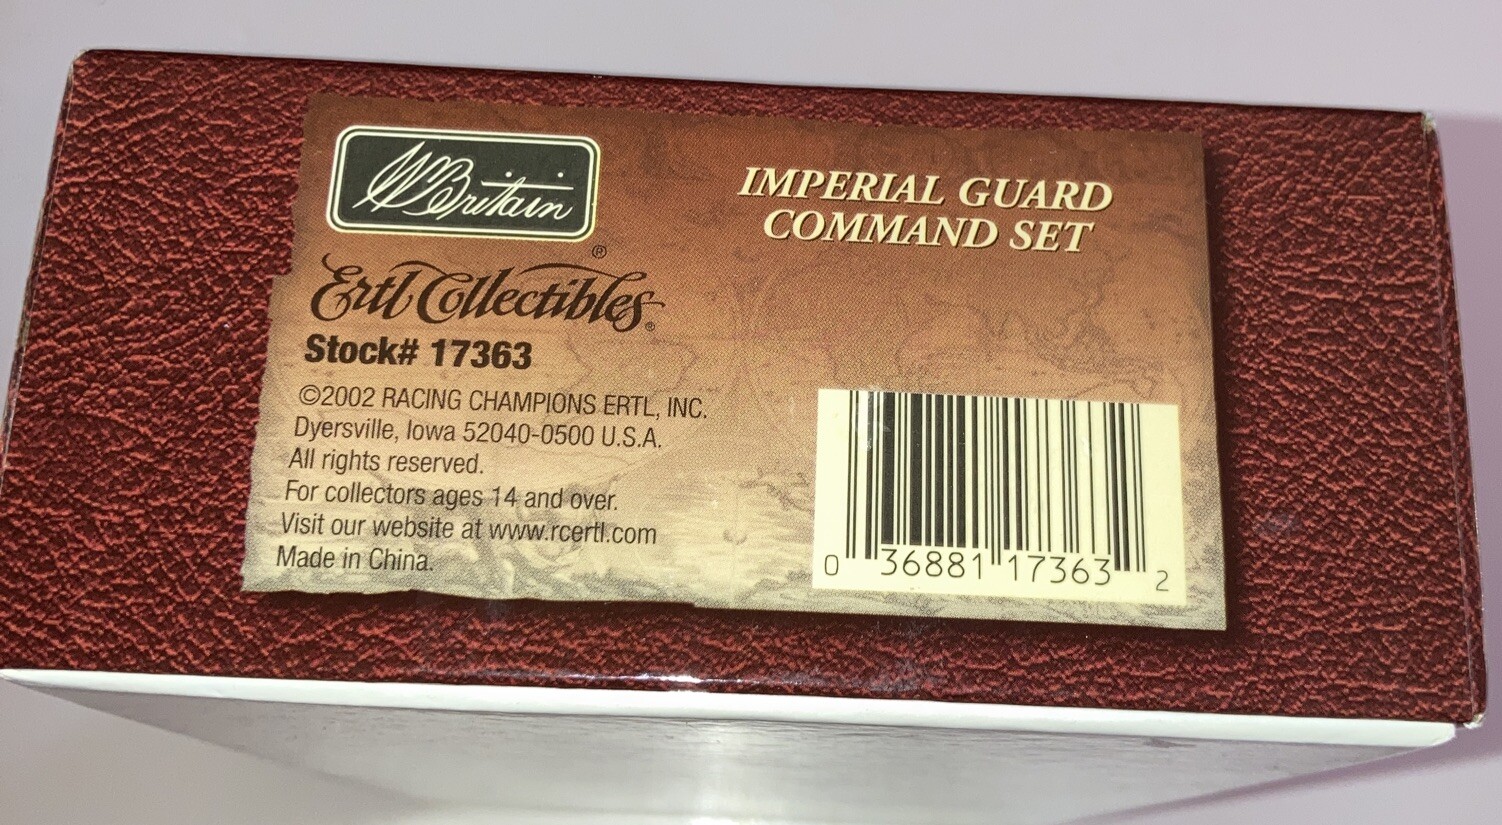 W Britain
®
Ertl Collectibles®
Stock# 17363
©2002 RACING CHAMPIONS ERTL, INC.
Dyersville, Iowa 52040-0500 U.S.A.
All rights reserved.
For collectors ages 14 and over.
Visit our website at www.rcertl.com
Made in China.
IMPERIAL GUARD
COMMAND SET
0 36881 17363 2